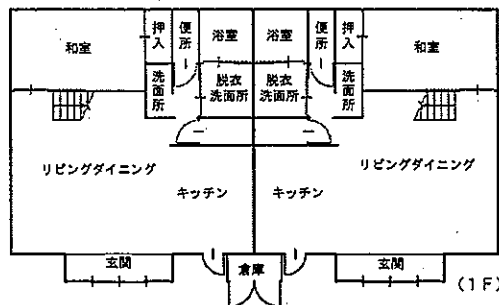 和室
押入
便所
浴室
浴室
便所
押入
和室
洗面所
脱衣
洗面所
脱衣
洗面所
洗面所
リビングダイニング
キッチン
キッチン
リビングダイニング
玄関
倉庫
玄関
(1F)